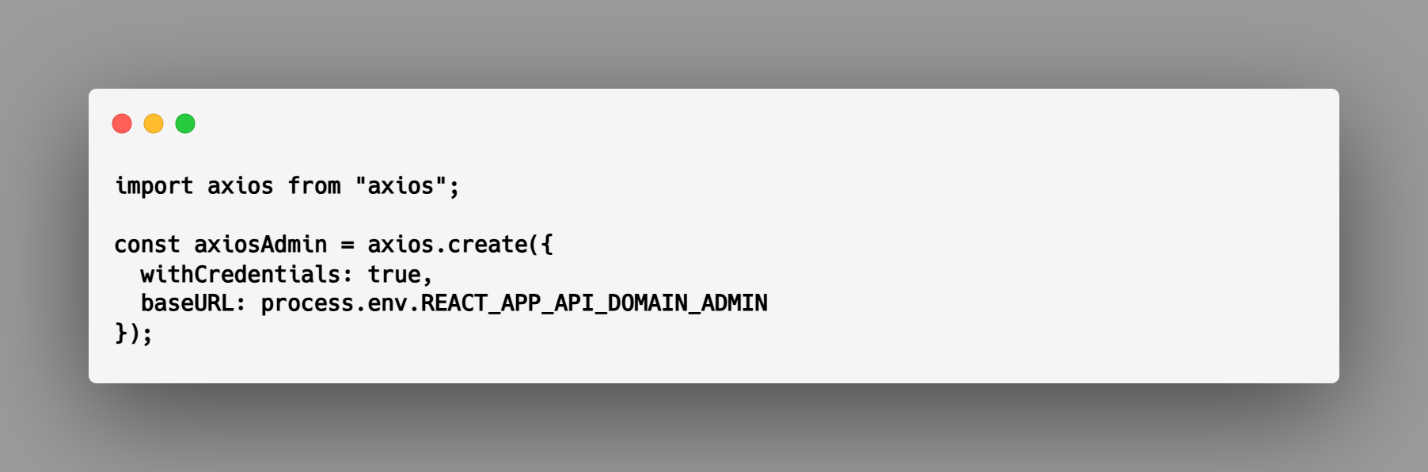 import axios from "axios";
const axiosAdmin = axios.create({
  withCredentials: true,
  baseURL: process.env.REACT_APP_API_DOMAIN_ADMIN
});